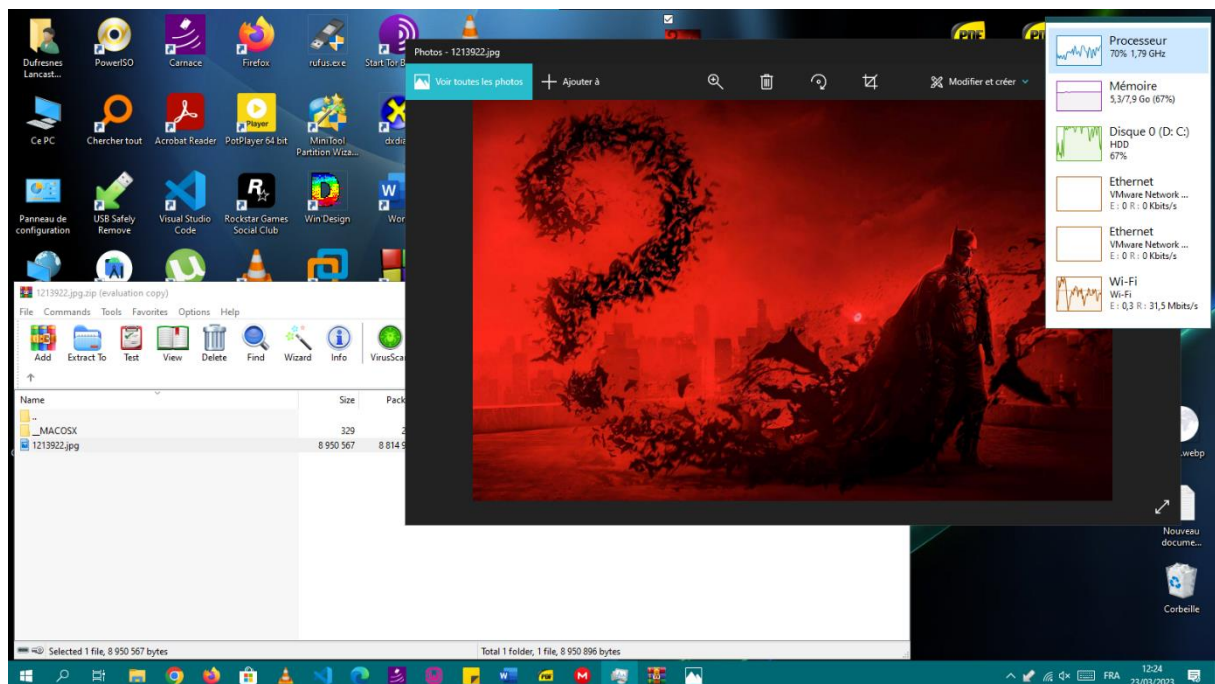 Dufresnes
Lancast...
PowerISO
Carnace
Firefox
rufus.exe
Start Tor B
Ce PC
Chercher tout
Acrobat Reader
Player
PotPlayer 64 bit
MiniTool
Partition Wiza...
dxdia
Panneau de
configuration
USB Safely
Remove
Visual Studio
Code
Rockstar Games
Social Club
Win'Design
Wor
Photos - 1213922.jpg
Voir toutes les photos
Ajouter à
Modifier et créer
Processeur
70% 1,79 GHz
Mémoire
5,3/7,9 Go (67%)
Disque 0 (D: C:)
HDD
67%
Ethernet
VMware Network ...
E : 0 R : 0 Kbits/s
Ethernet
VMware Network ...
E : 0 R : 0 Kbits/s
Wi-Fi
Wi-Fi
E : 0,3 R : 31,5 Mbits/s
1213922.jpg.zip (evaluation copy)
File Commands Tools Favorites Options Help
Add Extract To Test View Delete Find Wizard Info VirusSca
Name Size Pack
..
__MACOSX 329 2
1213922.jpg 8 950 567 8 814 9
Selected 1 file, 8 950 567 bytes
Total 1 folder, 1 file, 8 950 896 bytes
.webp
Nouveau
docume...
Corbeille
FRA
12:24
23/03/2023